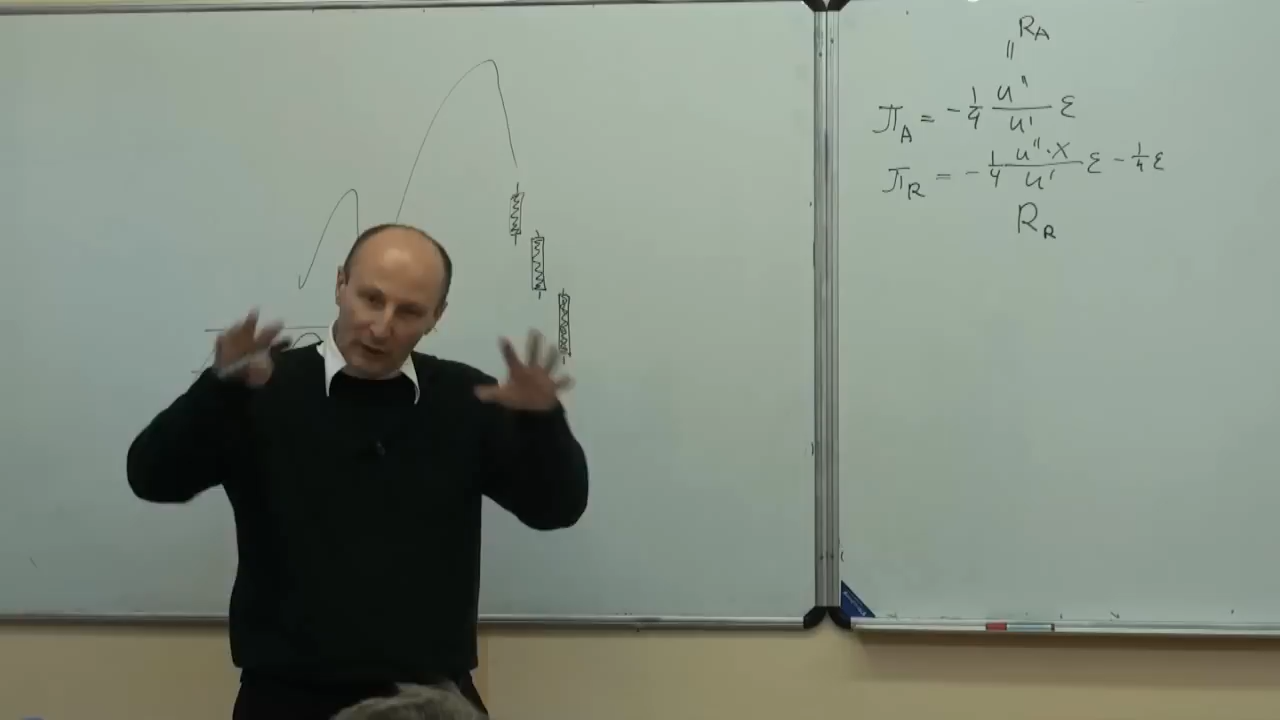 R_A
=
π_A = -1/4 u''/u' ε
π_R = -1/4 u''·x/u' ε - 1/4 ε
R_R